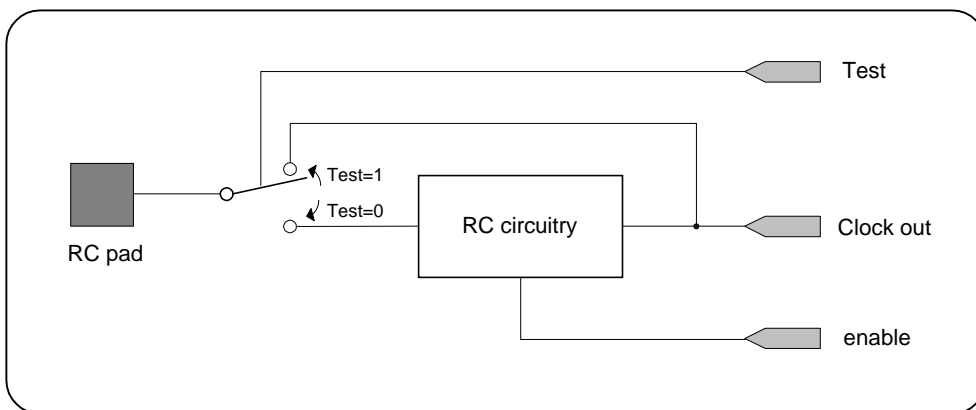 Test
Test=1
Test=0
RC pad
RC circuitry
Clock out
enable